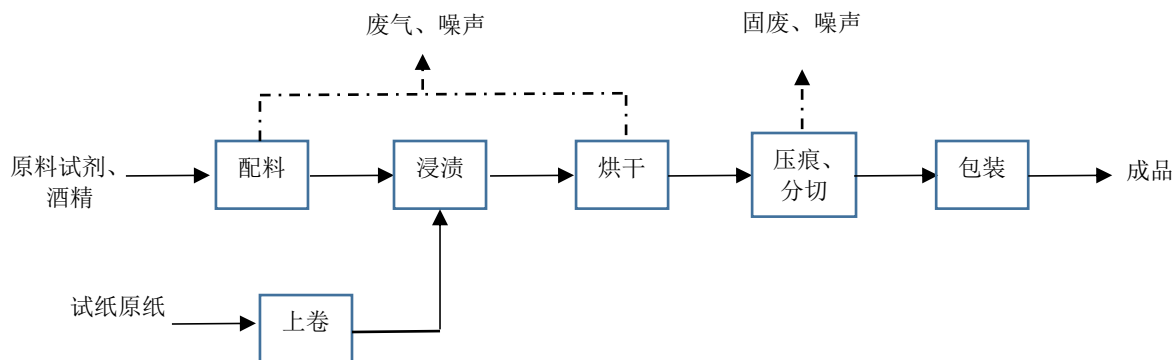 废气、噪声
固废、噪声
原料试剂、
酒精
配料
浸渍
烘干
压痕、
分切
包装
成品
试纸原纸
上卷